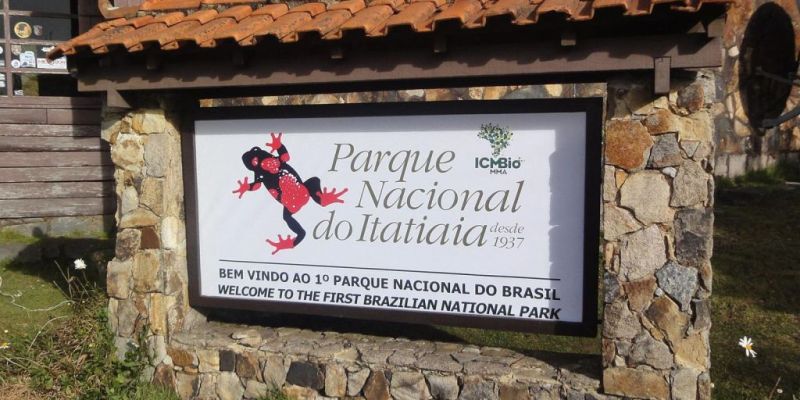 Parque
Nacional
do Itatiaia
desde
1937
ICMBio
MMA
BEM VINDO AO 1º PARQUE NACIONAL DO BRASIL
WELCOME TO THE FIRST BRAZILIAN NATIONAL PARK